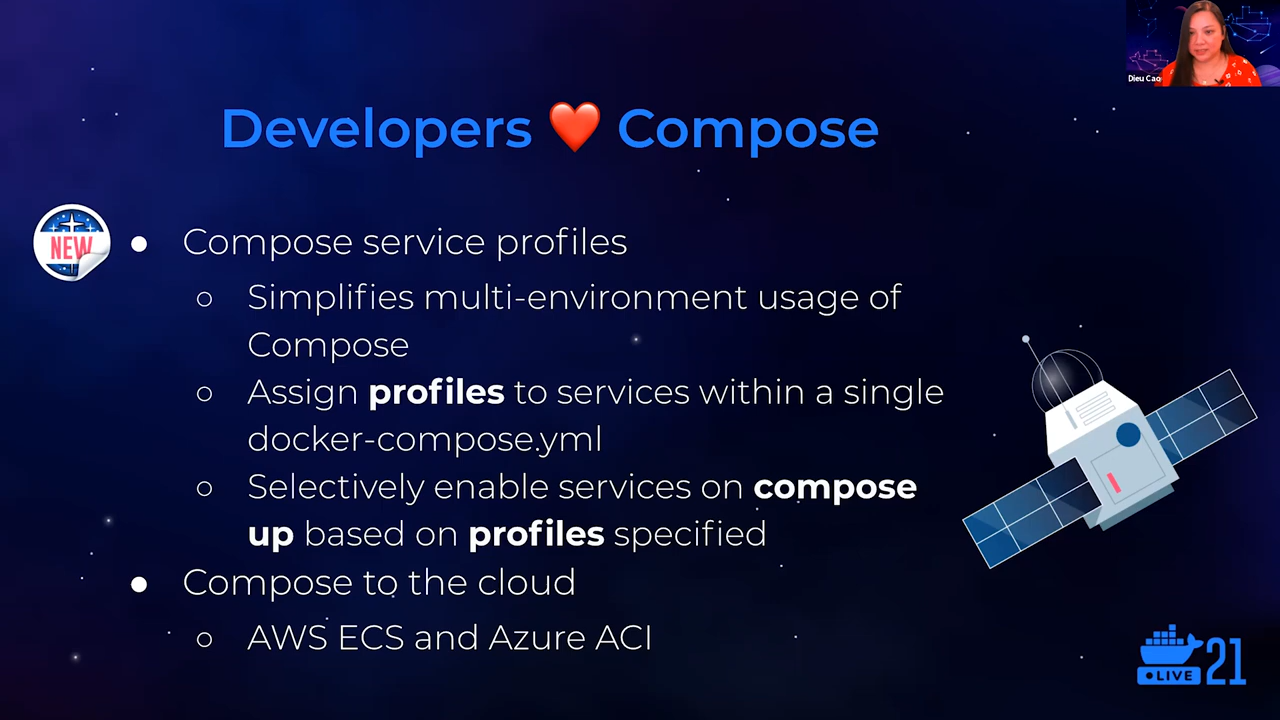 Dieu Cao
Developers ❤️ Compose
NEW
● Compose service profiles
○ Simplifies multi-environment usage of
Compose
○ Assign profiles to services within a single
docker-compose.yml
○ Selectively enable services on compose
up based on profiles specified
● Compose to the cloud
○ AWS ECS and Azure ACI
LIVE 21